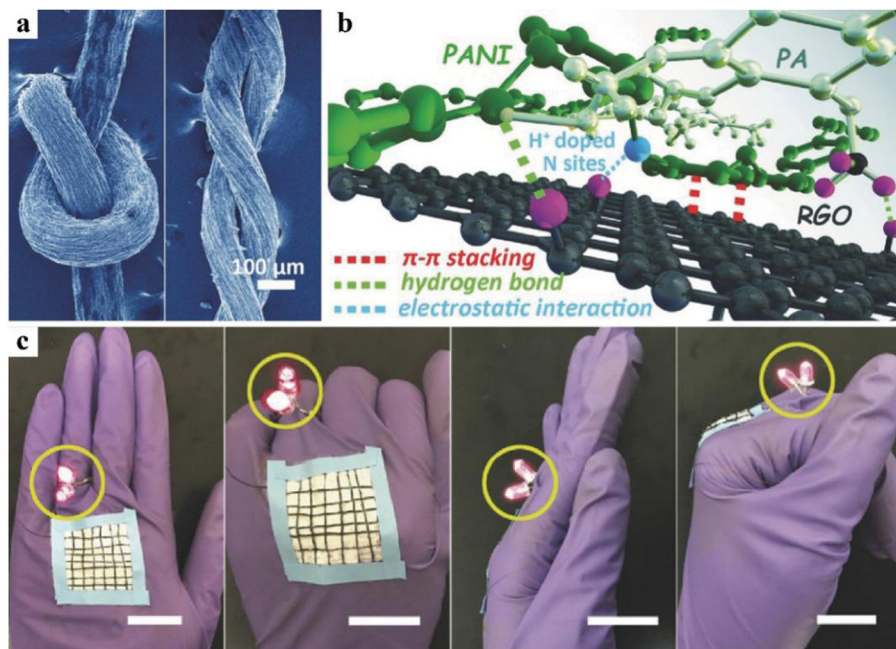 a
100 μm
b
PANI
PA
H⁺ doped
N sites
RGO
π-π stacking
hydrogen bond
electrostatic interaction
c